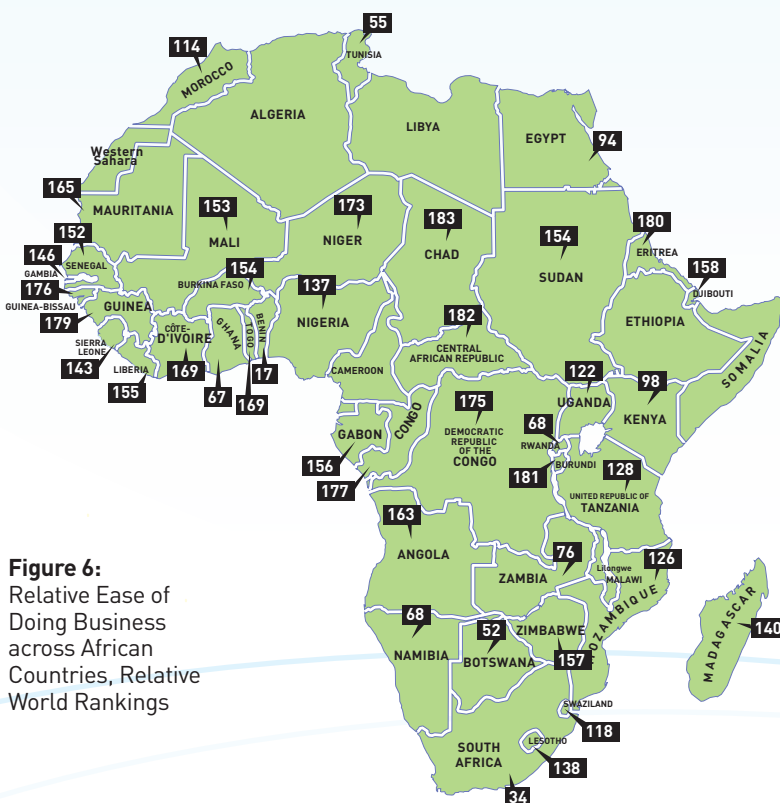 55
TUNISIA
114
MOROCCO
ALGERIA
LIBYA
EGYPT
94
Western
Sahara
165
MAURITANIA
153
MALI
173
NIGER
183
CHAD
154
SUDAN
180
ERITREA
158
DJIBOUTI
152
SENEGAL
146
GAMBIA
176
GUINEA-BISSAU
179
GUINEA
154
BURKINA FASO
137
NIGERIA
182
CENTRAL
AFRICAN REPUBLIC
ETHIOPIA
SOMALIA
SIERRA
LEONE
143
LIBERIA
155
CÔTE-
D'IVOIRE
169
GHANA
67
TOGO
169
BENIN
17
CAMEROON
122
UGANDA
98
KENYA
GABON
156
CONGO
177
175
DEMOCRATIC
REPUBLIC
OF THE
CONGO
68
RWANDA
181
BURUNDI
128
UNITED REPUBLIC OF
TANZANIA
163
ANGOLA
76
ZAMBIA
Lilongwe
MALAWI
126
MOZAMBIQUE
MADAGASCAR
140
68
NAMIBIA
52
BOTSWANA
ZIMBABWE
157
SWAZILAND
118
LESOTHO
138
SOUTH
AFRICA
34
Figure 6:
Relative Ease of
Doing Business
across African
Countries, Relative
World Rankings